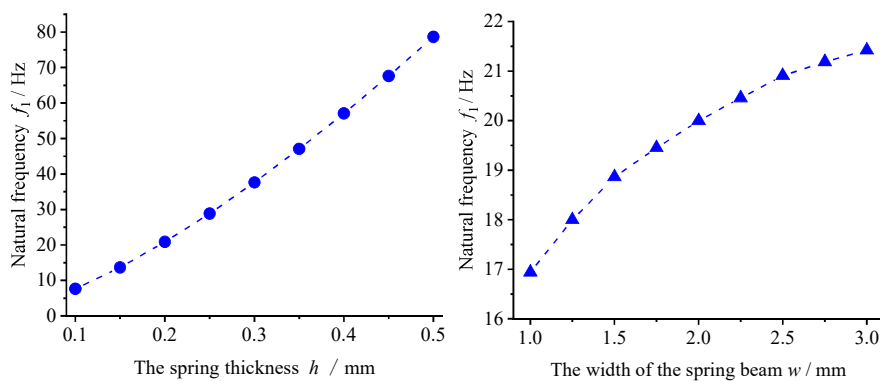 80
70
60
50
40
30
20
10
0
Natural frequency f₁ / Hz
0.1 0.2 0.3 0.4 0.5
The spring thickness h / mm
22
21
20
19
18
17
16
Natural frequency f₁ / Hz
1.0 1.5 2.0 2.5 3.0
The width of the spring beam w / mm